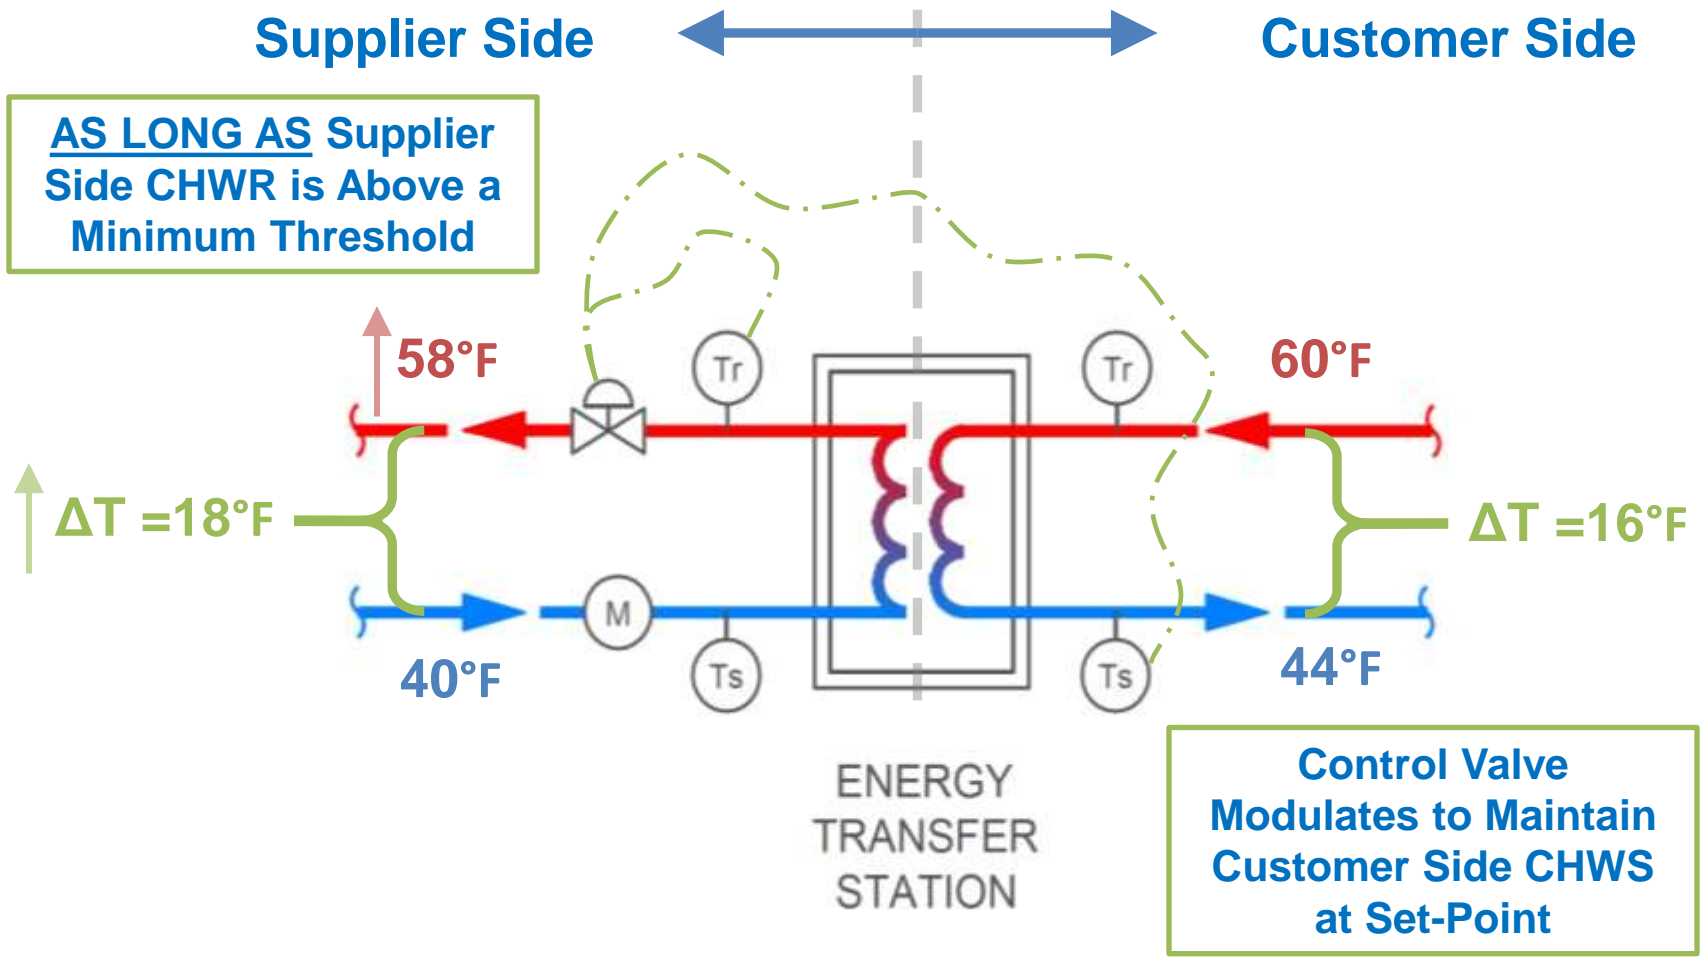 Supplier Side
Customer Side
AS LONG AS Supplier
Side CHWR is Above a
Minimum Threshold
58°F
Tr
Tr
60°F
ΔT =18°F
ΔT =16°F
M
40°F
Ts
Ts
44°F
ENERGY
TRANSFER
STATION
Control Valve
Modulates to Maintain
Customer Side CHWS
at Set-Point